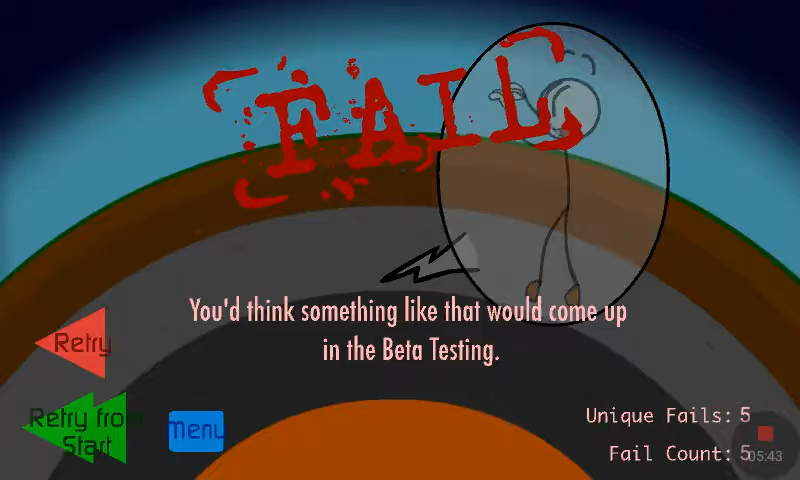 FAIL
You'd think something like that would come up
in the Beta Testing.
Retry
Retry from
Start
Menu
Unique Fails: 5
Fail Count: 5
05:43